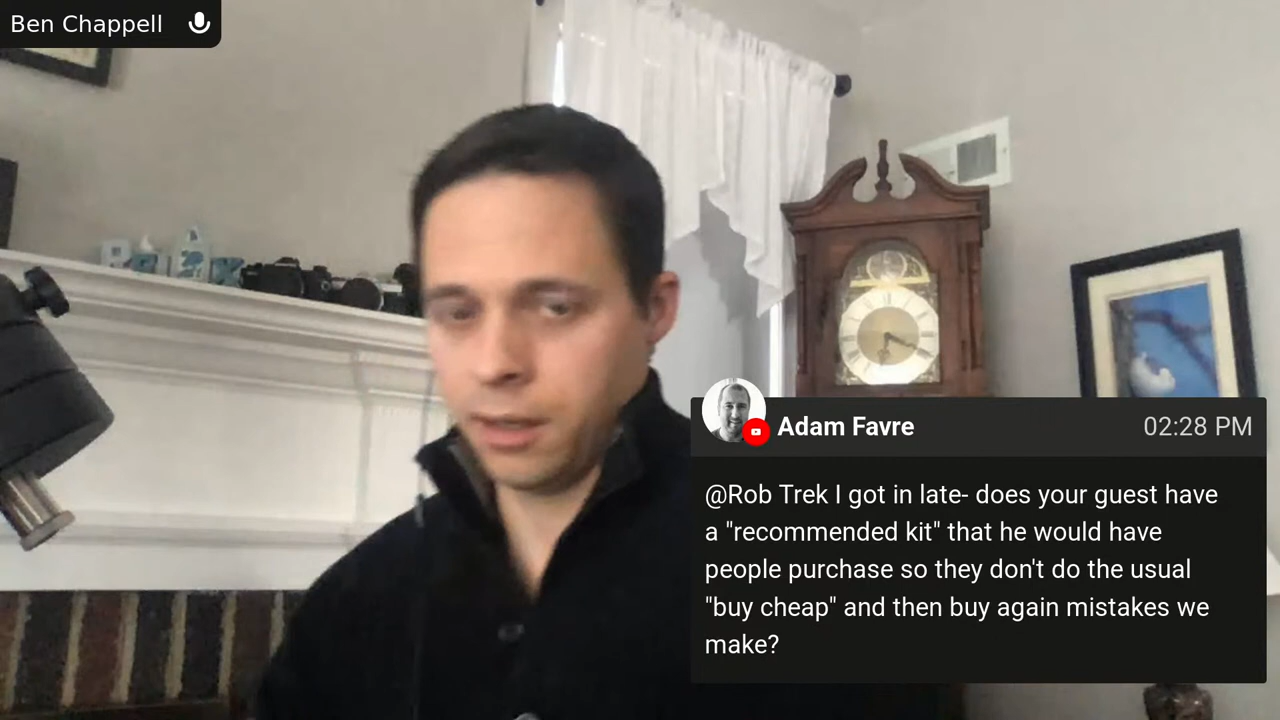 Ben Chappell
Adam Favre
02:28 PM
@Rob Trek I got in late- does your guest have
a "recommended kit" that he would have
people purchase so they don't do the usual
"buy cheap" and then buy again mistakes we
make?